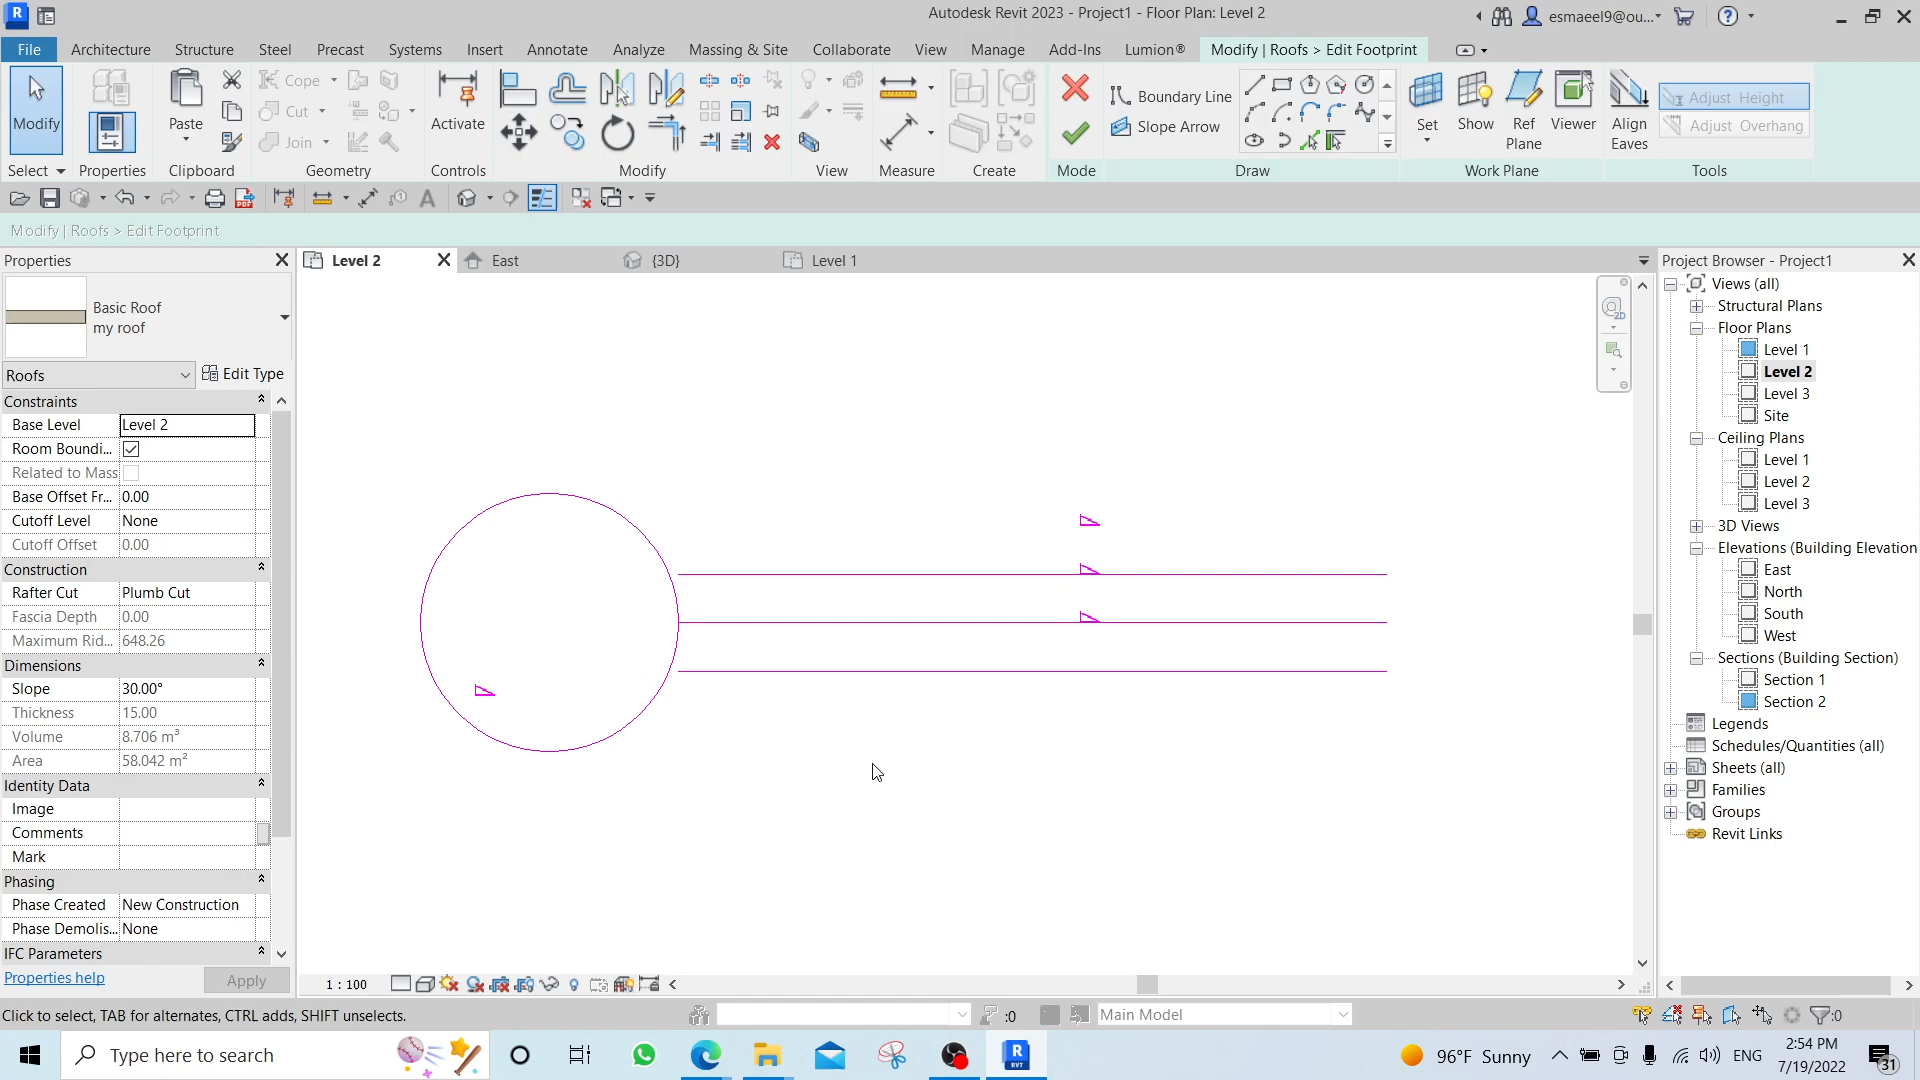 Autodesk Revit 2023 - Project1 - Floor Plan: Level 2
esmaeel9@ou...
File Architecture Structure Steel Precast Systems Insert Annotate Analyze Massing & Site Collaborate View Manage Add-Ins Lumion® Modify | Roofs > Edit Footprint
Modify
Paste
Cope
Cut
Join
Activate
Boundary Line
Slope Arrow
Set
Show
Ref
Plane
Viewer
Align
Eaves
Adjust Height
Adjust Overhang
Select Properties Clipboard Geometry Controls Modify View Measure Create Mode Draw Work Plane Tools
Modify | Roofs > Edit Footprint
Properties
Basic Roof
my roof
Roofs
Edit Type
Constraints
Base Level Level 2
Room Boundi...
Related to Mass
Base Offset Fr... 0.00
Cutoff Level None
Cutoff Offset 0.00
Construction
Rafter Cut Plumb Cut
Fascia Depth 0.00
Maximum Rid... 648.26
Dimensions
Slope 30.00°
Thickness 15.00
Volume 8.706 m³
Area 58.042 m²
Identity Data
Image
Comments
Mark
Phasing
Phase Created New Construction
Phase Demolis... None
IFC Parameters
Properties help
Apply
Level 2 East {3D} Level 1
2D
1 : 100
Project Browser - Project1
Views (all)
Structural Plans
Floor Plans
Level 1
Level 2
Level 3
Site
Ceiling Plans
Level 1
Level 2
Level 3
3D Views
Elevations (Building Elevation
East
North
South
West
Sections (Building Section)
Section 1
Section 2
Legends
Schedules/Quantities (all)
Sheets (all)
Families
Groups
Revit Links
Click to select, TAB for alternates, CTRL adds, SHIFT unselects.
:0
Main Model
:0
Type here to search
R
RVT
96°F Sunny
ENG
2:54 PM
7/19/2022
31